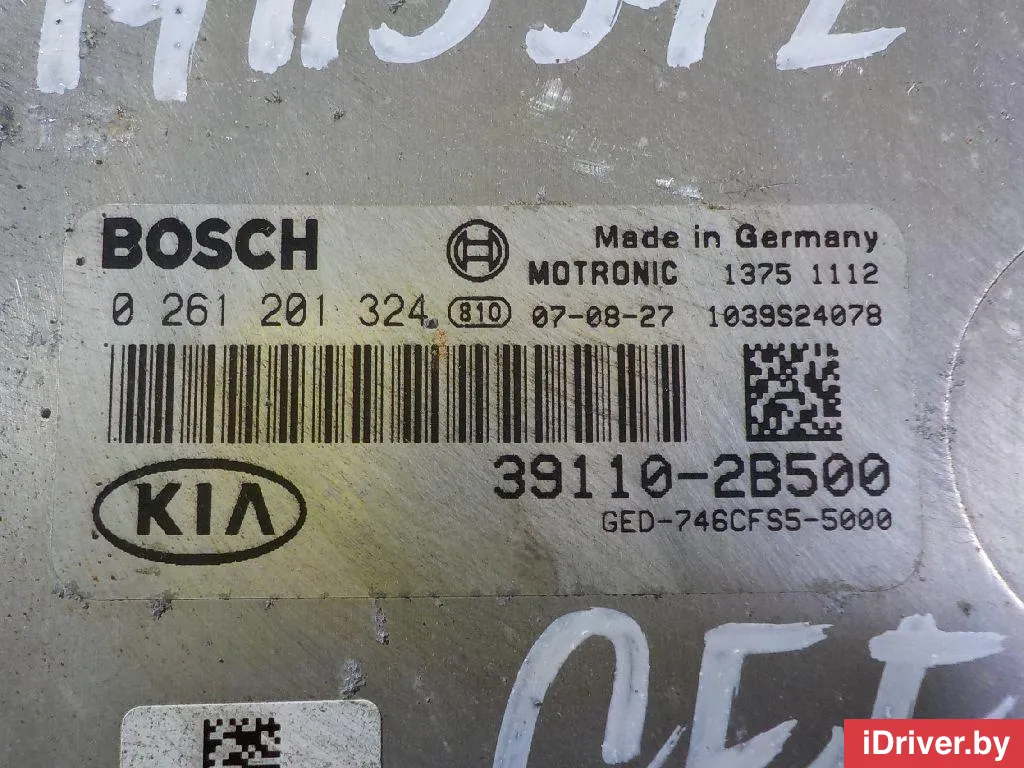 BOSCH
Made in Germany
MOTRONIC 1375 1112
0 261 201 324 810 07-08-27 1039S24078
39110-2B500
KIA
GED-746CFS5-5000
iDriver.by